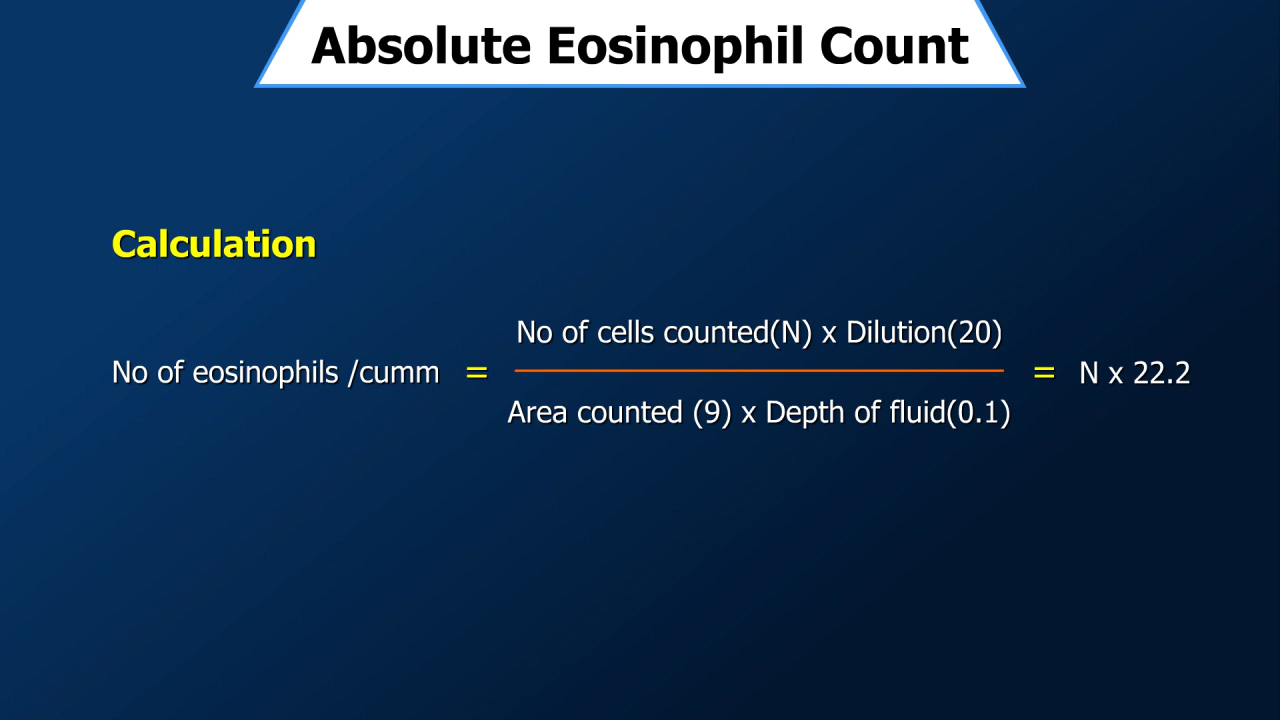 Absolute Eosinophil Count
Calculation
No of cells counted(N) x Dilution(20)
No of eosinophils /cumm = = N x 22.2
Area counted (9) x Depth of fluid(0.1)